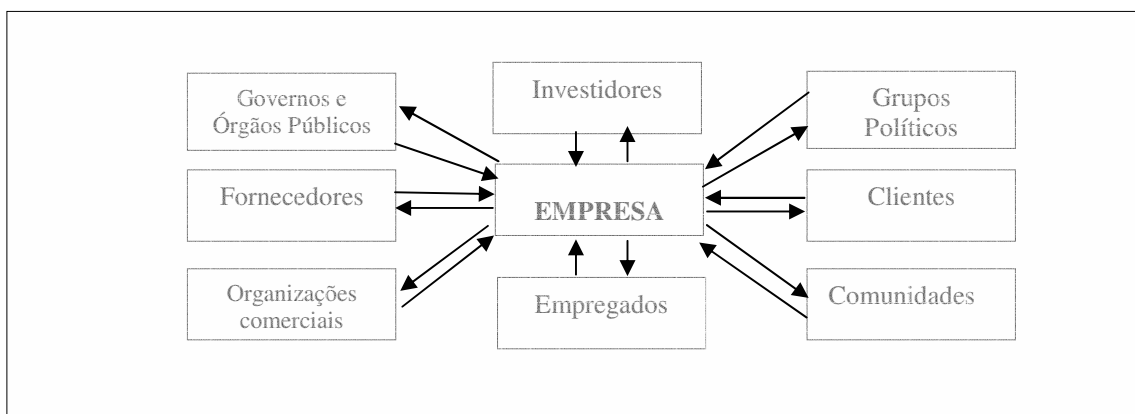 Governos e
Órgãos Públicos
Investidores
Grupos
Políticos
Fornecedores
EMPRESA
Clientes
Organizações
comerciais
Empregados
Comunidades